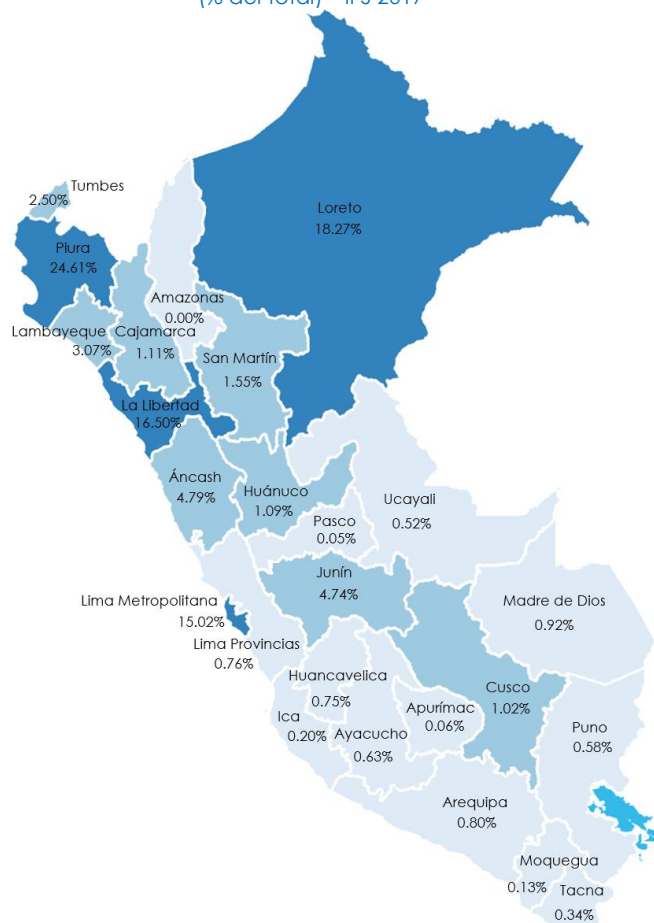 (% del total) - IPS 2017
Tumbes
2.50%
Loreto
18.27%
Piura
24.61%
Amazonas
0.00%
Lambayeque
3.07%
Cajamarca
1.11%
San Martín
1.55%
La Libertad
16.50%
Áncash
4.79%
Huánuco
1.09%
Ucayali
0.52%
Pasco
0.05%
Junín
4.74%
Lima Metropolitana
15.02%
Madre de Dios
0.92%
Lima Provincias
0.76%
Huancavelica
0.75%
Cusco
1.02%
Apurímac
0.06%
Ica
0.20%
Ayacucho
0.63%
Puno
0.58%
Arequipa
0.80%
Moquegua
0.13%
Tacna
0.34%